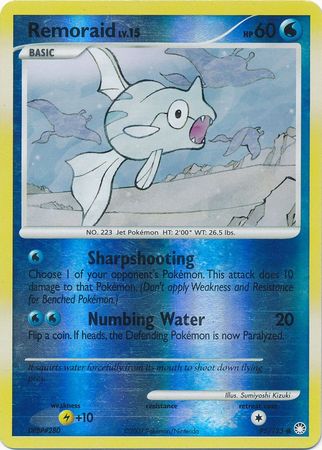 Remoraid LV.15 HP 60
BASIC
NO. 223 Jet Pokémon HT: 2'00" WT: 26.5 lbs.
Sharpshooting
Choose 1 of your opponent's Pokémon. This attack does 10
damage to that Pokémon. (Don't apply Weakness and Resistance
for Benched Pokémon.)
Numbing Water 20
Flip a coin. If heads, the Defending Pokémon is now Paralyzed.
It squirts water forcefully from its mouth to shoot down flying
prey.
Illus. Sumiyoshi Kizuki
weakness resistance retreat cost
+10
©2007 Pokémon/Nintendo